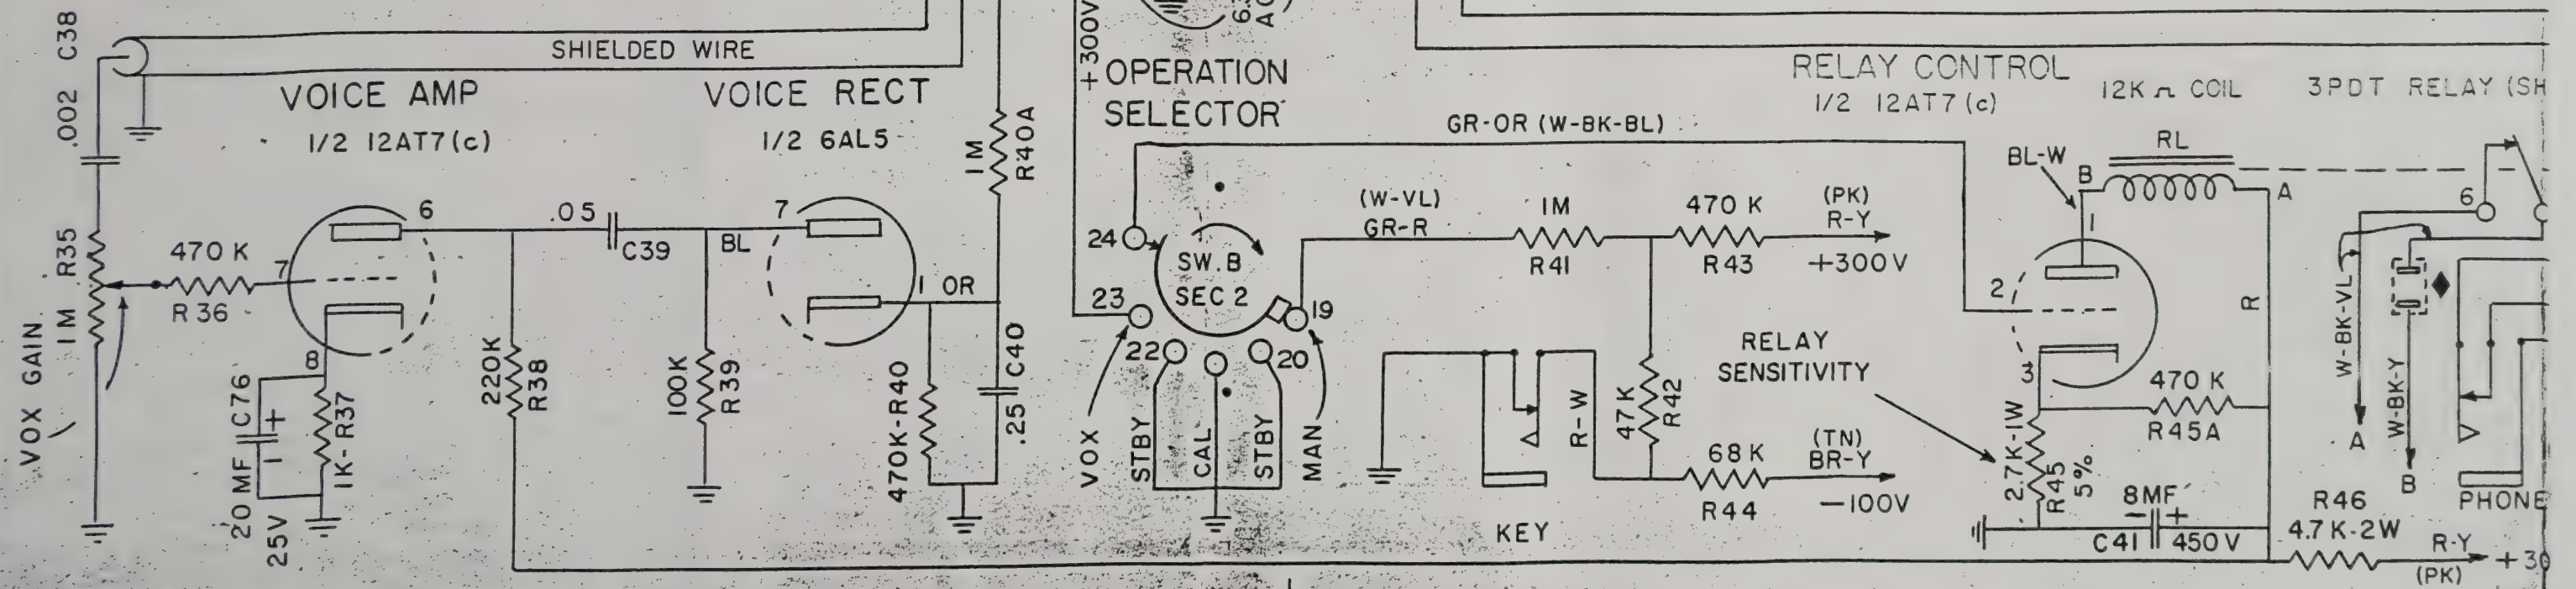 .002 C38
SHIELDED WIRE
VOICE AMP
1/2 12AT7(c)
VOICE RECT
1/2 6AL5
1M
R40A
+300V
6.
OPERATION
SELECTOR
RELAY CONTROL
1/2 12AT7(c)
12K Ω COIL
3PDT RELAY (SH
GR-OR (W-BK-BL)
BL-W
RL
B
A
VOX GAIN
1M R35
470 K
R36
7
6
8
.05
C39
BL
7
1
OR
20 MF C76
+
−
25V
1K-R37
220K
R38
100K
R39
470K-R40
C40
.25
24
23
22
20
19
SW.B
SEC 2
VOX
STBY
CAL
STBY
MAN
(W-VL)
GR-R
1M
R41
470 K
R43
(PK)
R-Y
+300V
47K
R42
R-W
KEY
68K
R44
(TN)
BR-Y
−100V
RELAY
SENSITIVITY
1
2
3
R
470 K
R45A
2.7K-1W
R45
5%
8MF
− +
C41
450V
R46
4.7K-2W
R-Y
(PK)
+30
6
W-BK-VL
A
W-BK-Y
B
PHONE